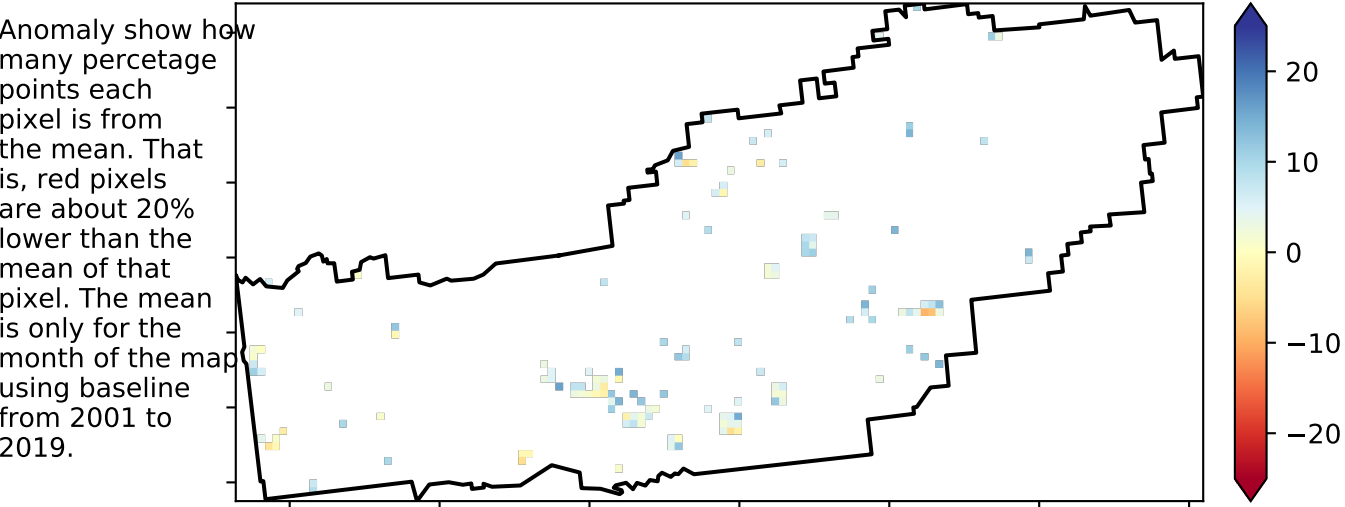 Anomaly show how
many percetage
points each
pixel is from
the mean. That
is, red pixels
are about 20%
lower than the
mean of that
pixel. The mean
is only for the
month of the map
using baseline
from 2001 to
2019.
20
10
0
−10
−20